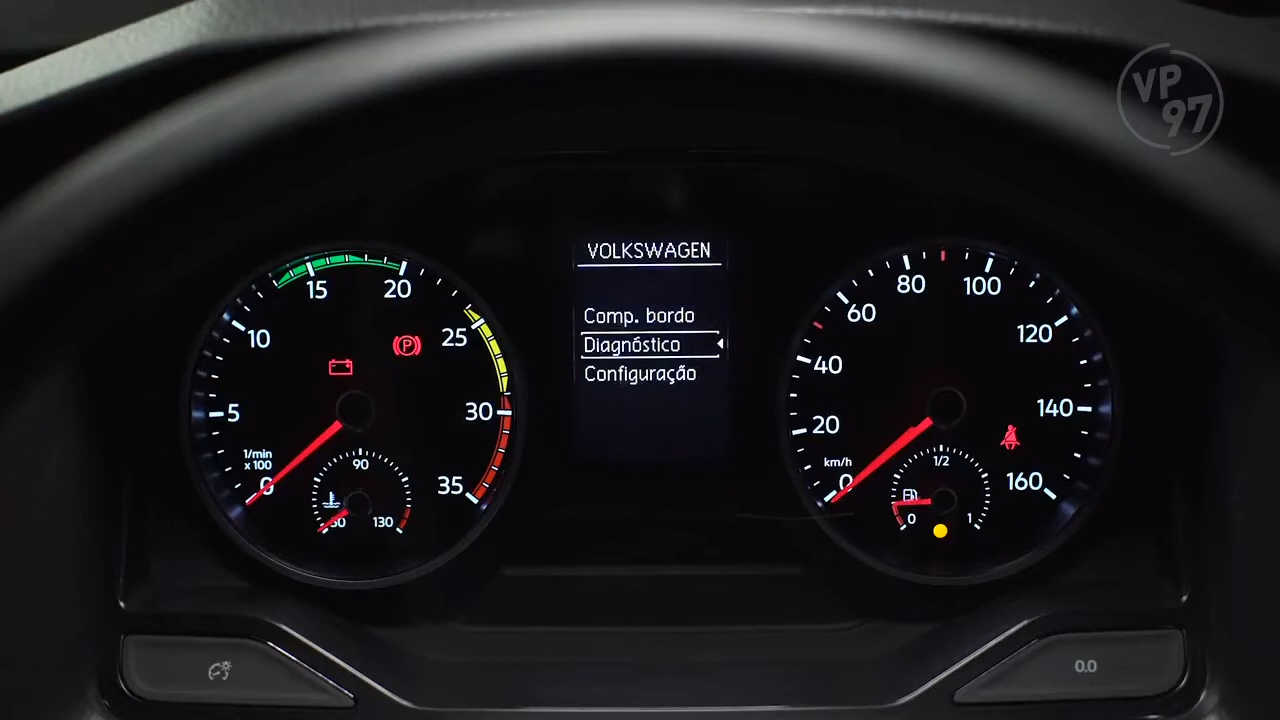 VP
97
VOLKSWAGEN
Comp. bordo
Diagnóstico
Configuração
0
5
10
15
20
25
30
35
1/min
x 100
90
50
130
P
0
20
40
60
80
100
120
140
160
km/h
1/2
0
1
0.0